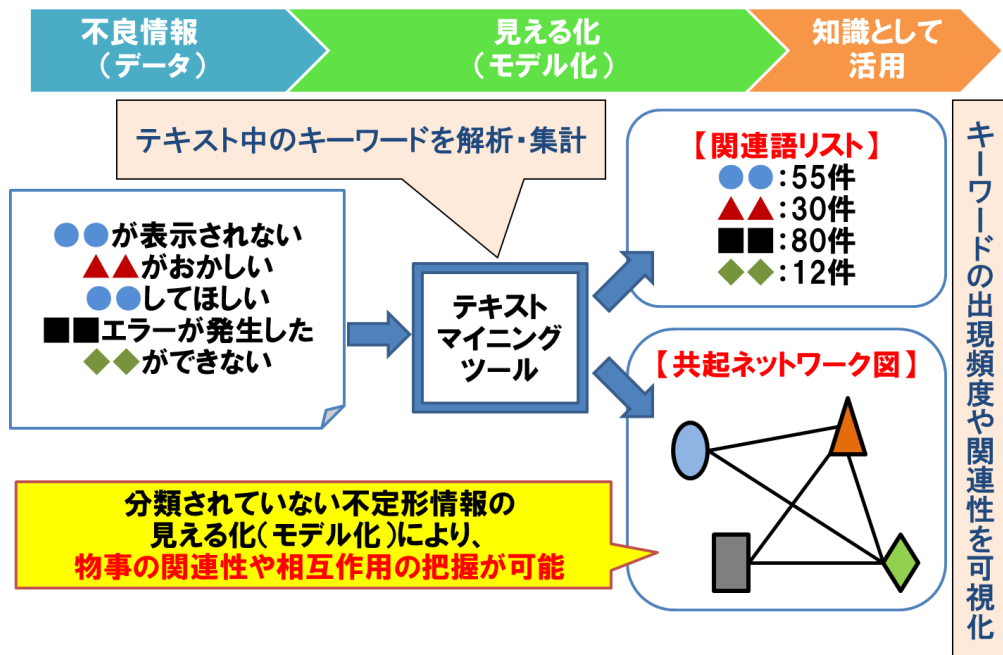 不良情報
（データ）
見える化
（モデル化）
知識として
活用
テキスト中のキーワードを解析・集計
●●が表示されない
▲▲がおかしい
●●してほしい
■■エラーが発生した
◆◆ができない
テキスト
マイニング
ツール
【関連語リスト】
●●：55件
▲▲：30件
■■：80件
◆◆：12件
【共起ネットワーク図】
分類されていない不定形情報の
見える化（モデル化）により、
物事の関連性や相互作用の把握が可能
キーワードの出現頻度や関連性を可視化